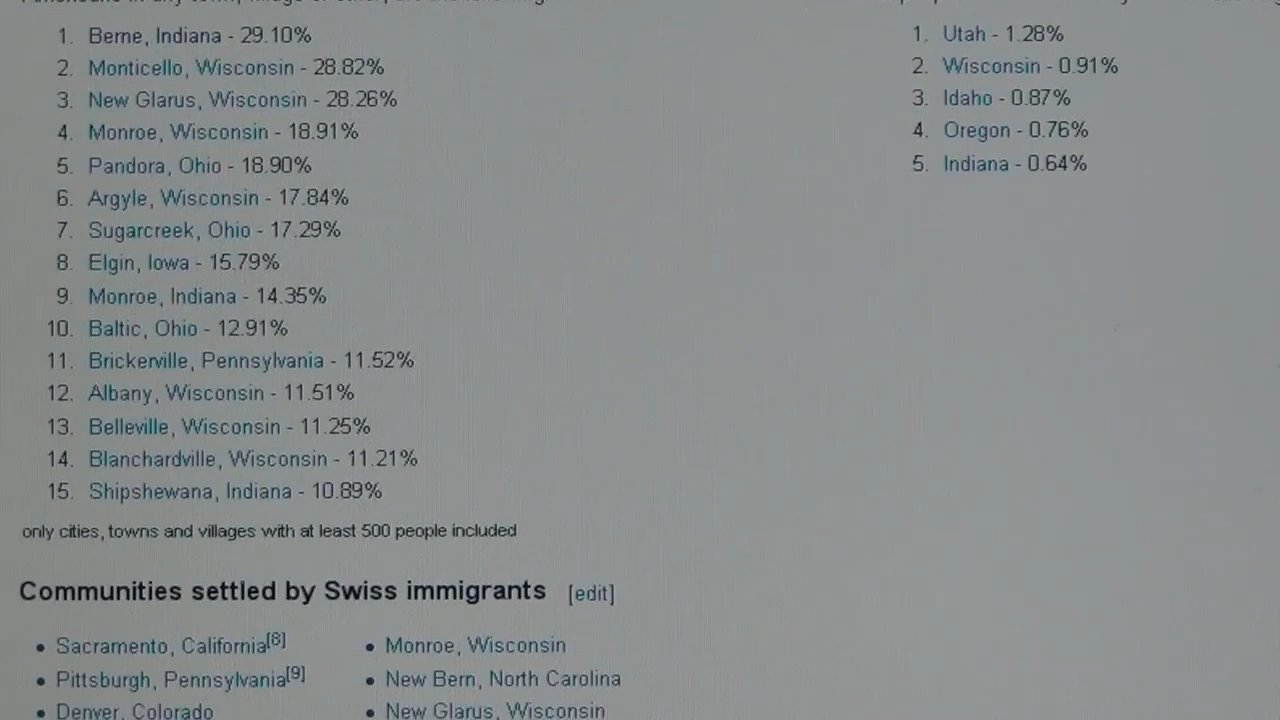 1. Berne, Indiana - 29.10%
2. Monticello, Wisconsin - 28.82%
3. New Glarus, Wisconsin - 28.26%
4. Monroe, Wisconsin - 18.91%
5. Pandora, Ohio - 18.90%
6. Argyle, Wisconsin - 17.84%
7. Sugarcreek, Ohio - 17.29%
8. Elgin, Iowa - 15.79%
9. Monroe, Indiana - 14.35%
10. Baltic, Ohio - 12.91%
11. Brickerville, Pennsylvania - 11.52%
12. Albany, Wisconsin - 11.51%
13. Belleville, Wisconsin - 11.25%
14. Blanchardville, Wisconsin - 11.21%
15. Shipshewana, Indiana - 10.89%
only cities, towns and villages with at least 500 people included
1. Utah - 1.28%
2. Wisconsin - 0.91%
3. Idaho - 0.87%
4. Oregon - 0.76%
5. Indiana - 0.64%
Communities settled by Swiss immigrants [edit]
• Sacramento, California[8]
• Pittsburgh, Pennsylvania[9]
• Denver, Colorado
• Monroe, Wisconsin
• New Bern, North Carolina
• New Glarus, Wisconsin